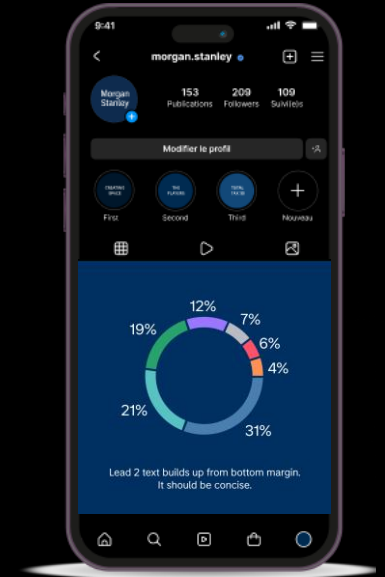 9:41
morgan.stanley
Morgan
Stanley
153 209 109
Publications Followers Suivi(e)s
Modifier le profil
First Second Third Nouveau
12%
7%
19%
6%
4%
21%
31%
Lead 2 text builds up from bottom margin.
It should be concise.